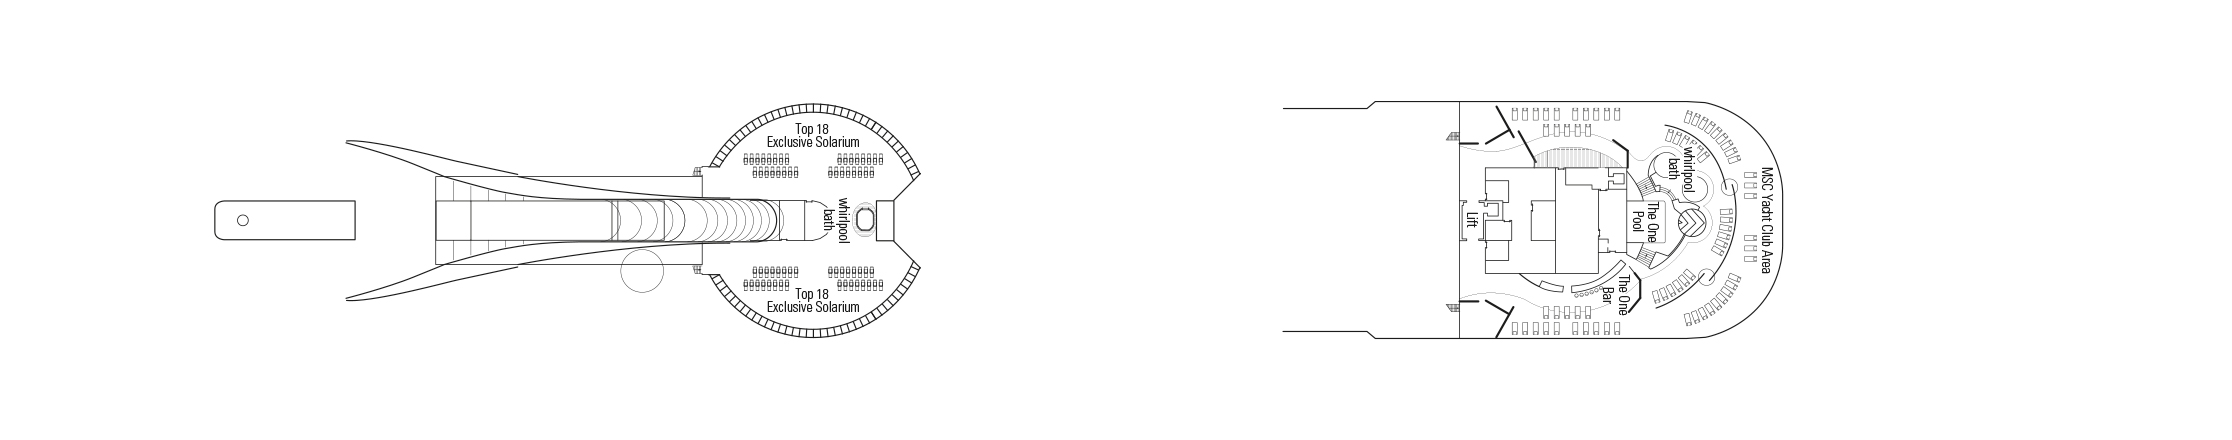 Top 18
Exclusive Solarium
whirlpool
bath
Top 18
Exclusive Solarium
Lift
whirlpool
bath
The One
Pool
The One
Bar
MSC Yacht Club Area